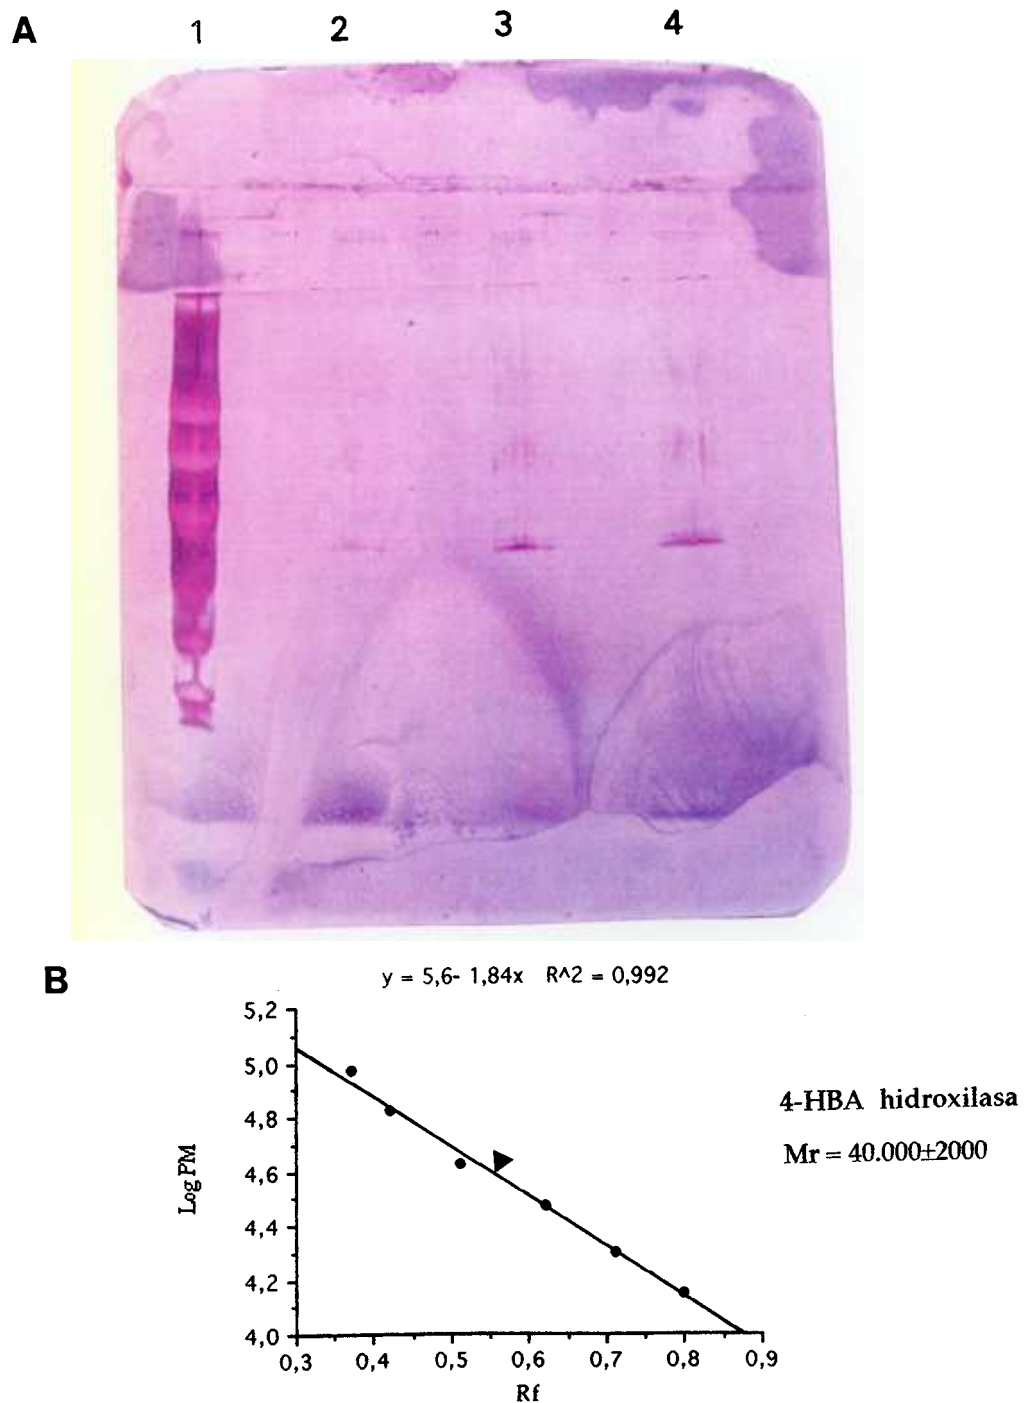 A
1 2 3 4
B
y = 5,6- 1,84x R^2 = 0,992
5,2
5,0
4,8
4,6
4,4
4,2
4,0
Log PM
0,3 0,4 0,5 0,6 0,7 0,8 0,9
Rf
4-HBA hidroxilasa
Mr = 40.000±2000